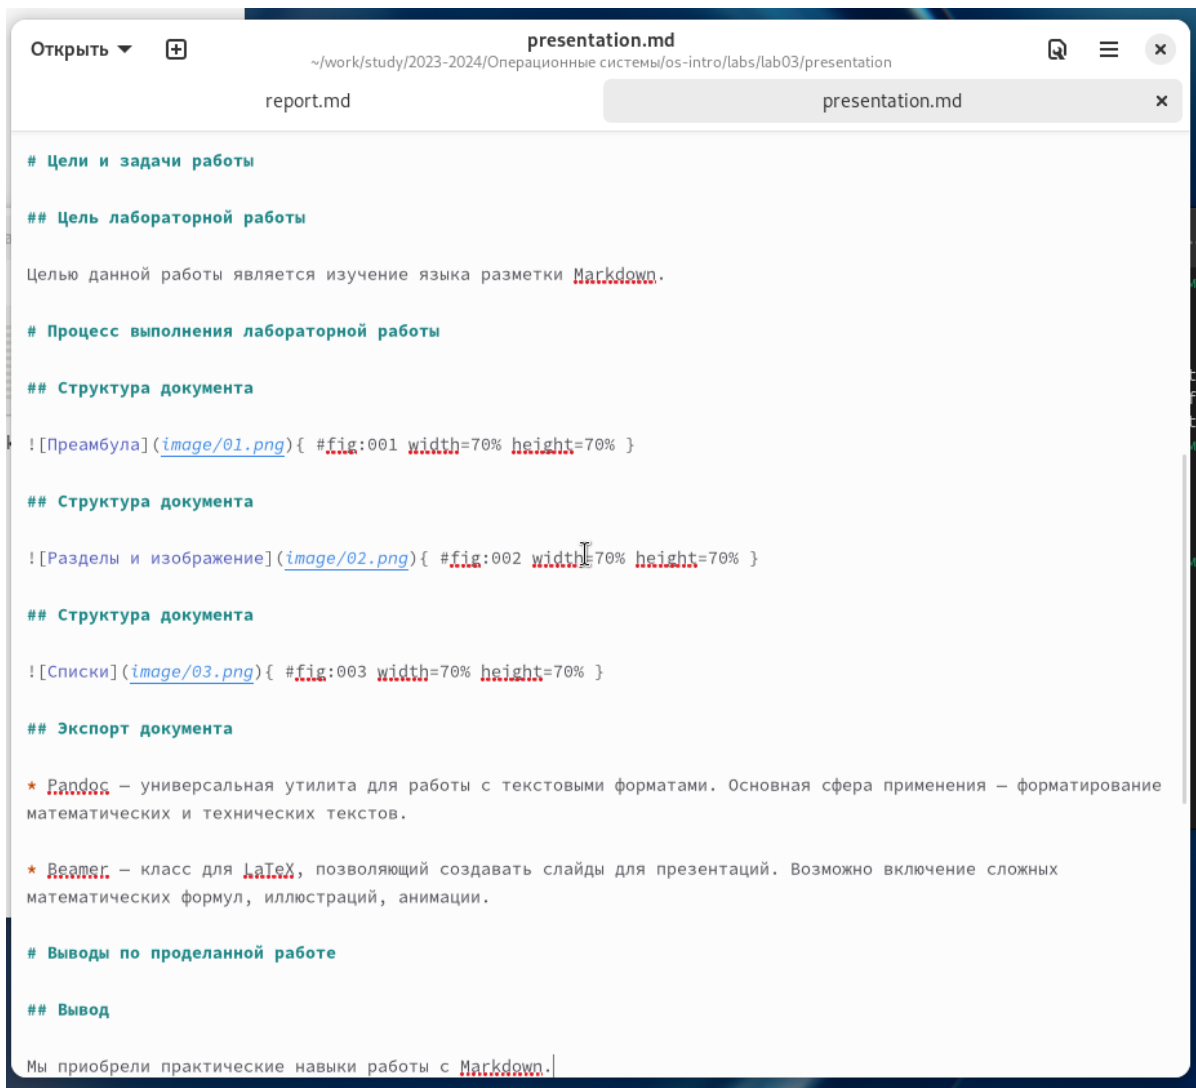 Открыть
presentation.md
~/work/study/2023-2024/Операционные системы/os-intro/labs/lab03/presentation
report.md
presentation.md
# Цели и задачи работы
## Цель лабораторной работы
Целью данной работы является изучение языка разметки Markdown.
# Процесс выполнения лабораторной работы
## Структура документа
![Преамбула](image/01.png){ #fig:001 width=70% height=70% }
## Структура документа
![Разделы и изображение](image/02.png){ #fig:002 width=70% height=70% }
## Структура документа
![Списки](image/03.png){ #fig:003 width=70% height=70% }
## Экспорт документа
* Pandoc — универсальная утилита для работы с текстовыми форматами. Основная сфера применения — форматирование
математических и технических текстов.
* Beamer — класс для LaTeX, позволяющий создавать слайды для презентаций. Возможно включение сложных
математических формул, иллюстраций, анимации.
# Выводы по проделанной работе
## Вывод
Мы приобрели практические навыки работы с Markdown.